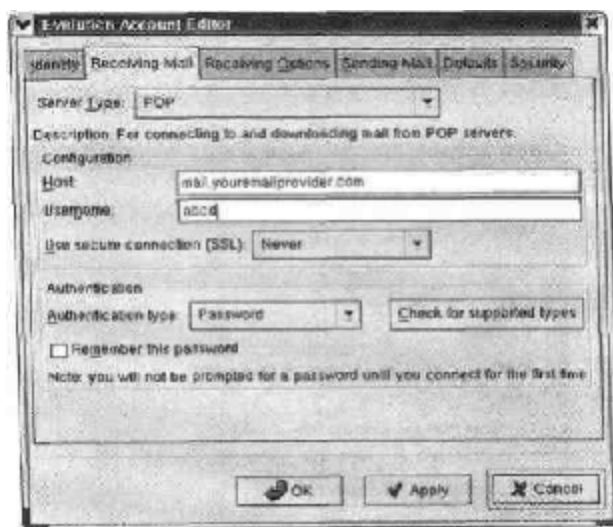 Evolution Account Editor
Identity Receiving Mail Receiving Options Sending Mail Defaults Security
Server Type: POP
Description: For connecting to and downloading mail from POP servers.
Configuration
Host: mail.youremailprovider.com
Username: abcd
Use secure connection (SSL): Never
Authentication
Authentication type: Password Check for supported types
Remember this password
Note: you will not be prompted for a password until you connect for the first time
OK Apply Cancel